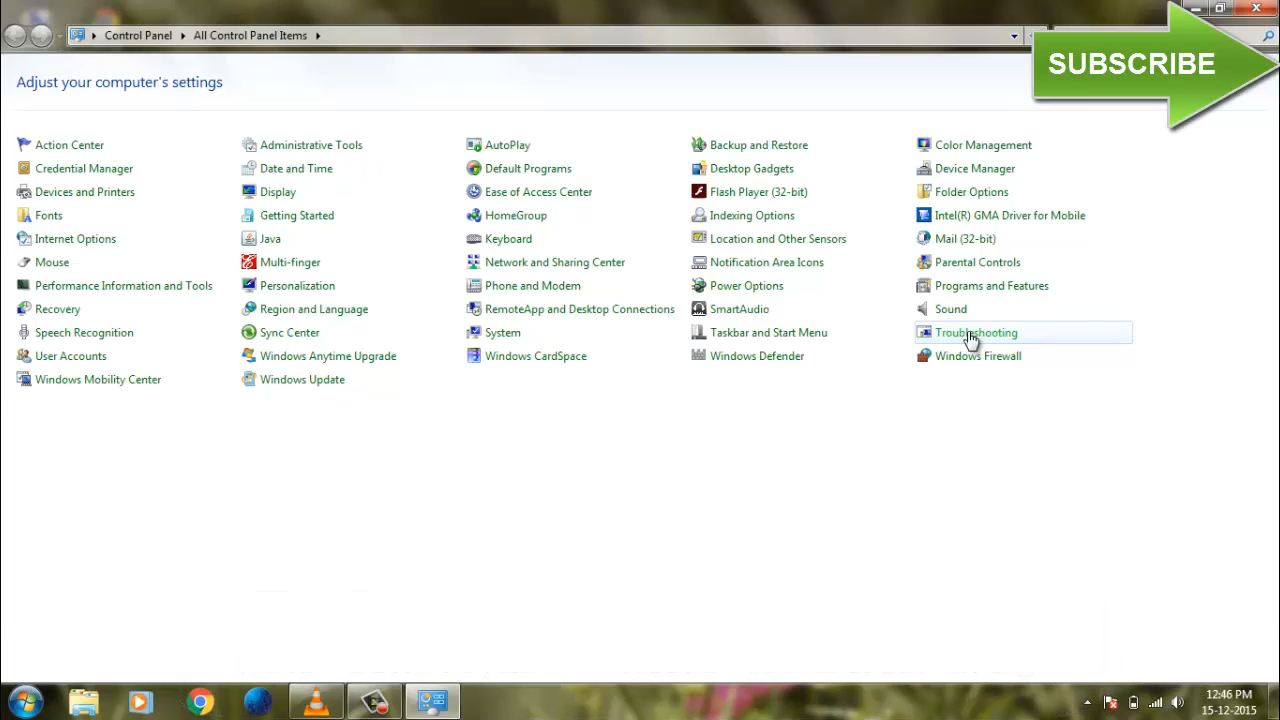 Control Panel All Control Panel Items
SUBSCRIBE
Adjust your computer's settings
Action Center Administrative Tools AutoPlay Backup and Restore Color Management
Credential Manager Date and Time Default Programs Desktop Gadgets Device Manager
Devices and Printers Display Ease of Access Center Flash Player (32-bit) Folder Options
Fonts Getting Started HomeGroup Indexing Options Intel(R) GMA Driver for Mobile
Internet Options Java Keyboard Location and Other Sensors Mail (32-bit)
Mouse Multi-finger Network and Sharing Center Notification Area Icons Parental Controls
Performance Information and Tools Personalization Phone and Modem Power Options Programs and Features
Recovery Region and Language RemoteApp and Desktop Connections SmartAudio Sound
Speech Recognition Sync Center System Taskbar and Start Menu Troubleshooting
User Accounts Windows Anytime Upgrade Windows CardSpace Windows Defender Windows Firewall
Windows Mobility Center Windows Update
12:46 PM
15-12-2015